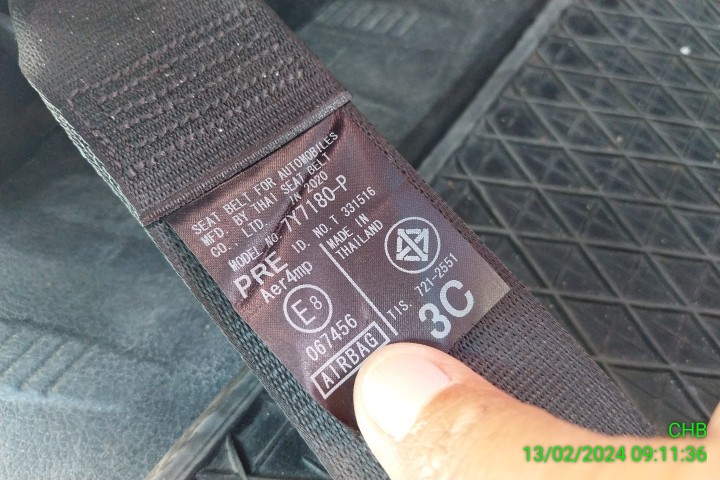 SEAT BELT FOR AUTOMOBILES
MFD. BY THAI SEAT BELT
CO., LTD. IN 2020
MODEL NO. 7Y7180-P
PRE ID. NO. T 331516
Aer4mp
MADE IN
THAILAND
E8
067456
AIRBAG
TIS. 721-2551
3C
CHB
13/02/2024 09:11:36